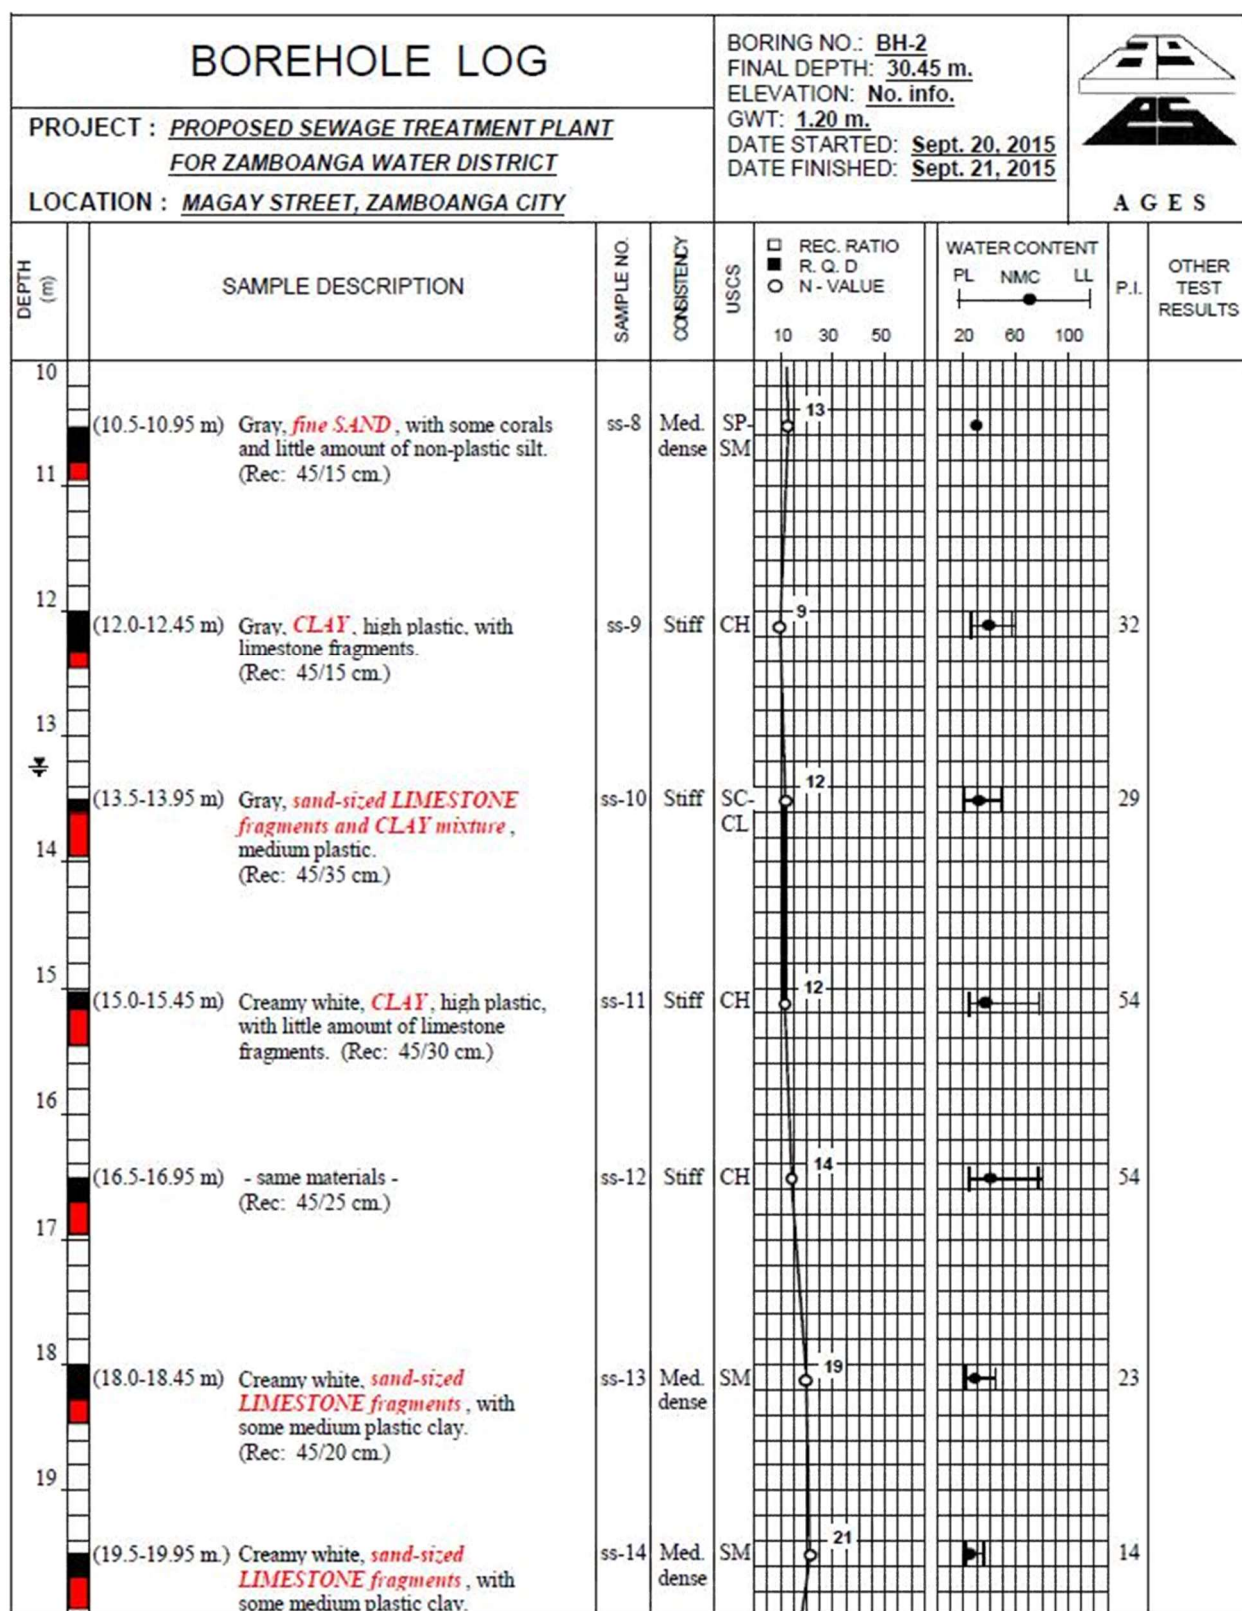 BOREHOLE LOG
PROJECT : PROPOSED SEWAGE TREATMENT PLANT
FOR ZAMBOANGA WATER DISTRICT
LOCATION : MAGAY STREET, ZAMBOANGA CITY
BORING NO.: BH-2
FINAL DEPTH: 30.45 m.
ELEVATION: No. info.
GWT: 1.20 m.
DATE STARTED: Sept. 20, 2015
DATE FINISHED: Sept. 21, 2015
A G E S
DEPTH (m)
SAMPLE DESCRIPTION
SAMPLE NO.
CONSISTENCY
USCS
REC. RATIO
R. Q. D
N - VALUE
10 30 50
WATER CONTENT
PL NMC LL
20 60 100
P.I.
OTHER
TEST
RESULTS
10
(10.5-10.95 m) Gray, fine SAND , with some corals ss-8 Med. SP- 13
and little amount of non-plastic silt. dense SM
(Rec: 45/15 cm.)
11
12
(12.0-12.45 m) Gray, CLAY , high plastic, with ss-9 Stiff CH 9 32
limestone fragments.
(Rec: 45/15 cm.)
13
(13.5-13.95 m) Gray, sand-sized LIMESTONE ss-10 Stiff SC- 12 29
fragments and CLAY mixture , CL
medium plastic.
14
(Rec: 45/35 cm.)
15
(15.0-15.45 m) Creamy white, CLAY , high plastic, ss-11 Stiff CH 12 54
with little amount of limestone
fragments. (Rec: 45/30 cm.)
16
(16.5-16.95 m) - same materials - ss-12 Stiff CH 14 54
(Rec: 45/25 cm.)
17
18
(18.0-18.45 m) Creamy white, sand-sized ss-13 Med. SM 19 23
LIMESTONE fragments , with dense
some medium plastic clay.
(Rec: 45/20 cm.)
19
(19.5-19.95 m.) Creamy white, sand-sized ss-14 Med. SM 21 14
LIMESTONE fragments , with dense
some medium plastic clay.